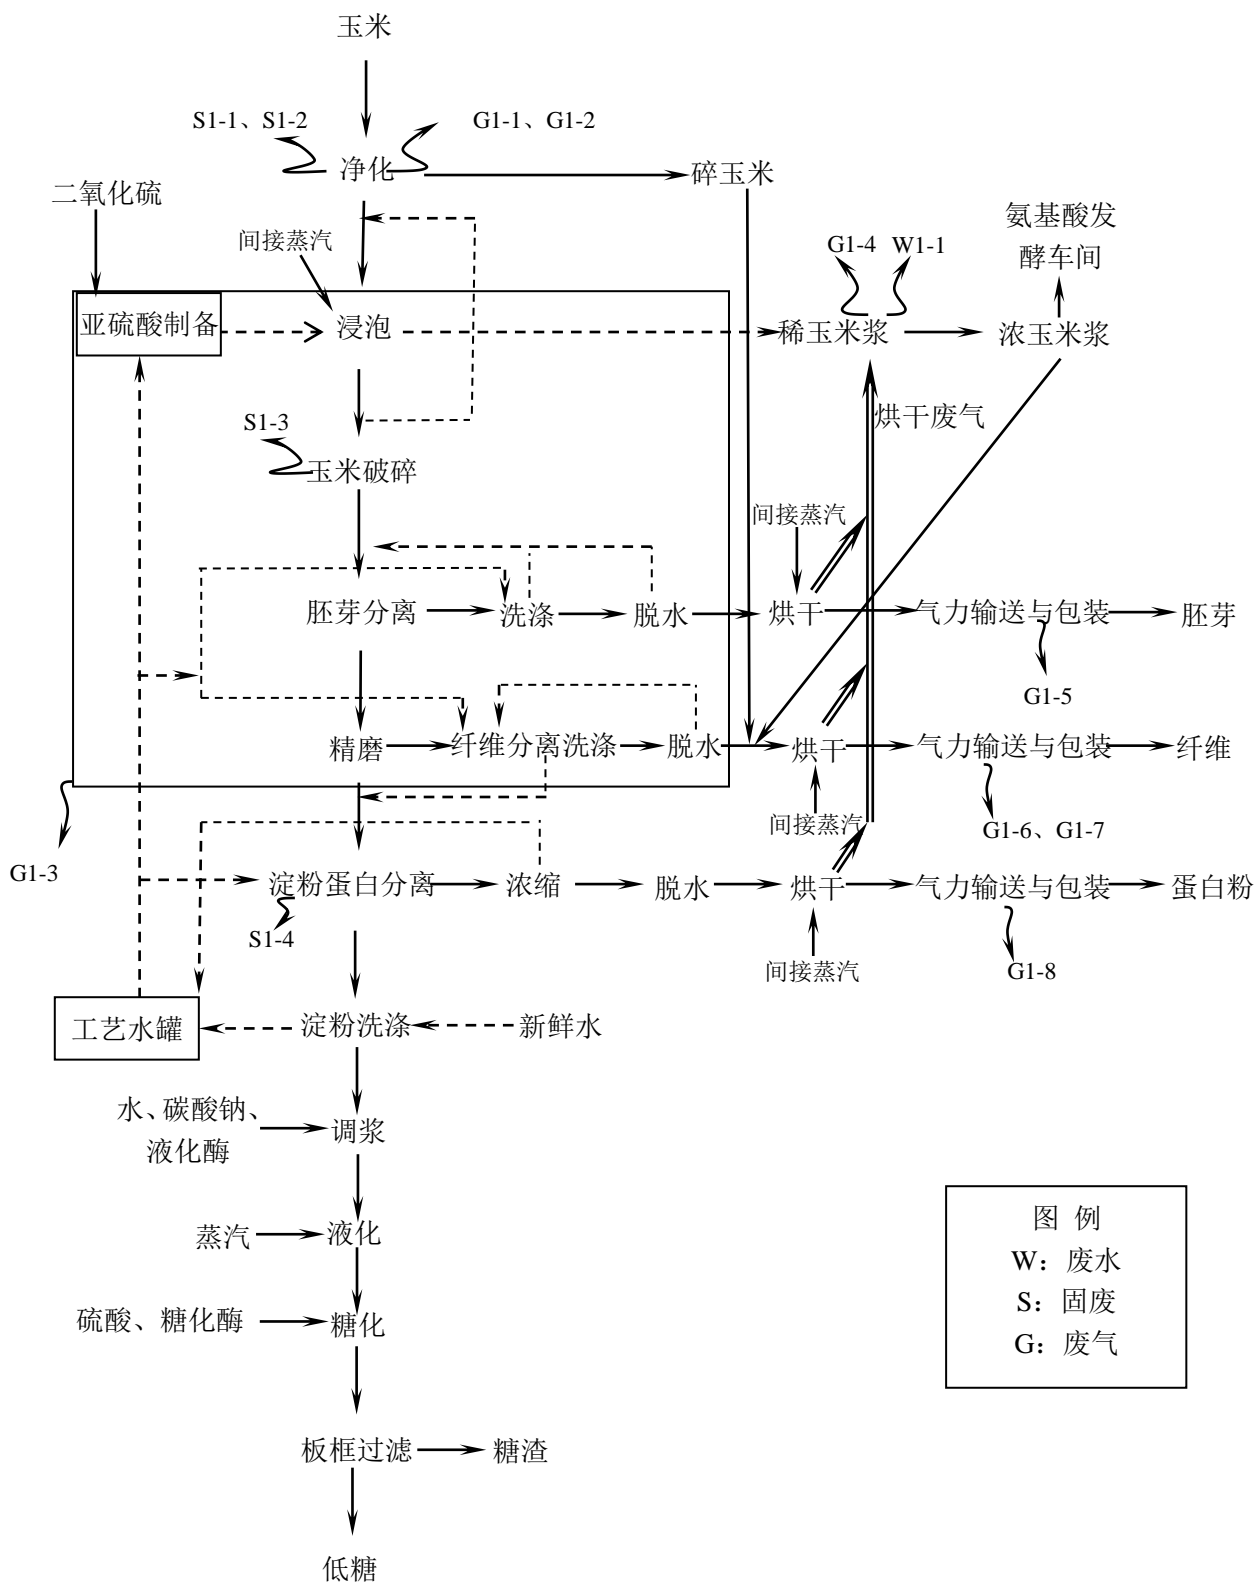 玉米
S1-1、S1-2
G1-1、G1-2
净化
碎玉米
二氧化硫
氨基酸发
酵车间
间接蒸汽
G1-4
W1-1
亚硫酸制备
浸泡
稀玉米浆
浓玉米浆
S1-3
烘干废气
玉米破碎
间接蒸汽
胚芽分离
洗涤
脱水
烘干
气力输送与包装
胚芽
G1-5
精磨
纤维分离洗涤
脱水
烘干
气力输送与包装
纤维
间接蒸汽
G1-6、G1-7
G1-3
淀粉蛋白分离
浓缩
脱水
烘干
气力输送与包装
蛋白粉
S1-4
间接蒸汽
G1-8
工艺水罐
淀粉洗涤
新鲜水
水、碳酸钠、
液化酶
调浆
蒸汽
液化
硫酸、糖化酶
糖化
图 例
W：废水
S：固废
G：废气
板框过滤
糖渣
低糖